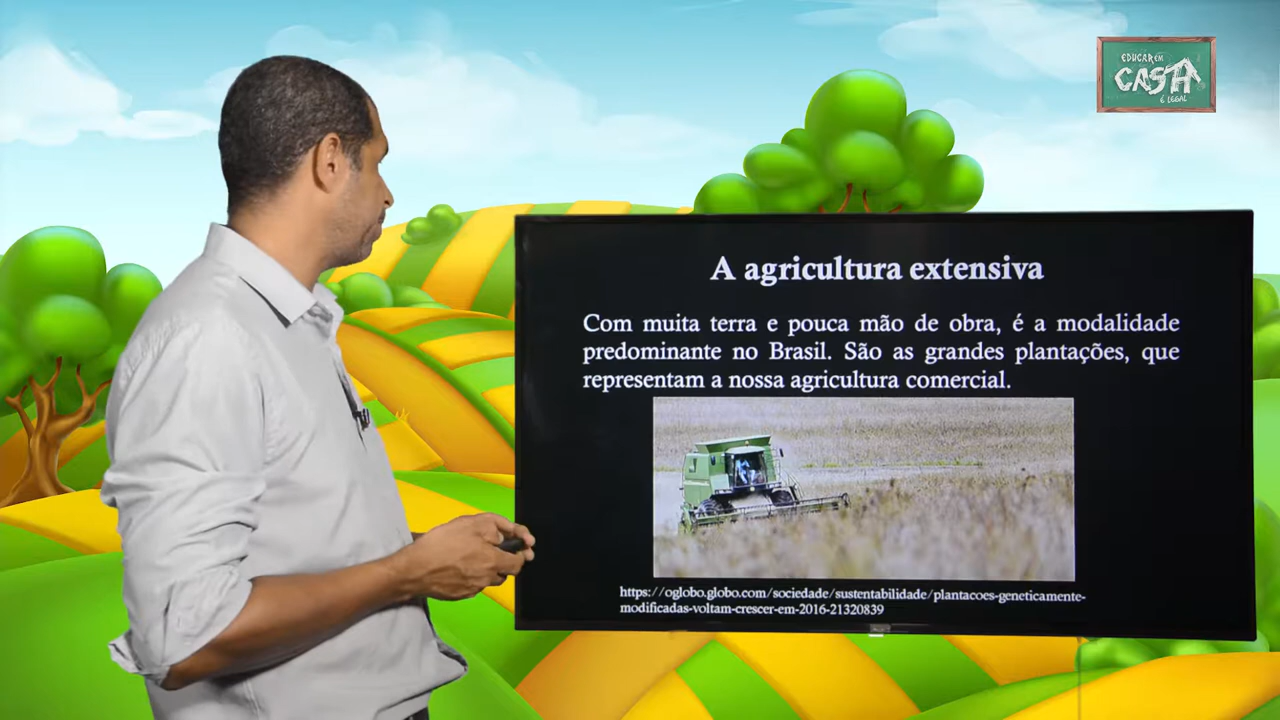 EDUCAR EM
CASA
É LEGAL
A agricultura extensiva
Com muita terra e pouca mão de obra, é a modalidade
predominante no Brasil. São as grandes plantações, que
representam a nossa agricultura comercial.
https://oglobo.globo.com/sociedade/sustentabilidade/plantacoes-geneticamente-
modificadas-voltam-crescer-em-2016-21320839